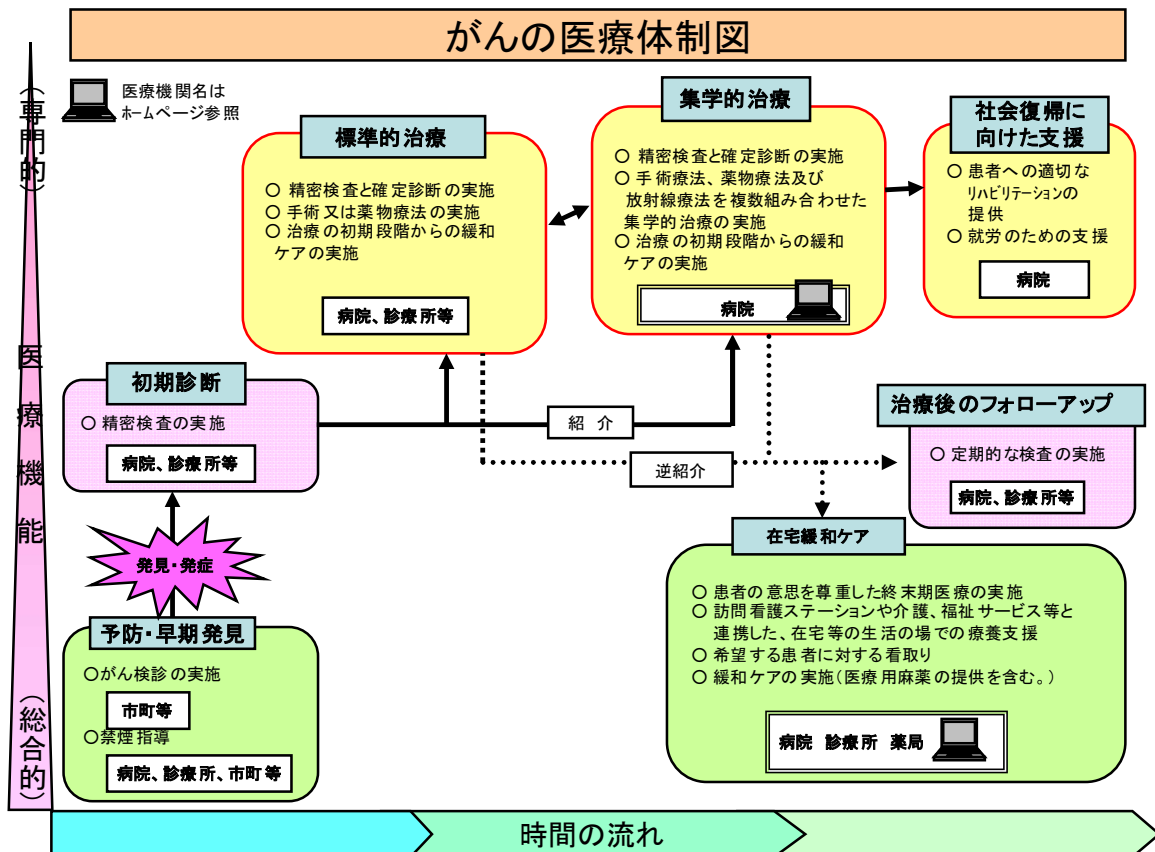 がんの医療体制図
医療機関名は
ホームページ参照
(専門的)
医療機能
(総合的)
標準的治療
○ 精密検査と確定診断の実施
○ 手術又は薬物療法の実施
○ 治療の初期段階からの緩和
ケアの実施
病院、診療所等
集学的治療
○ 精密検査と確定診断の実施
○ 手術療法、薬物療法及び
放射線療法を複数組み合わせた
集学的治療の実施
○ 治療の初期段階からの緩和
ケアの実施
病院
社会復帰に
向けた支援
○ 患者への適切な
リハビリテーションの
提供
○ 就労のための支援
病院
初期診断
○ 精密検査の実施
病院、診療所等
紹 介
逆紹介
治療後のフォローアップ
○ 定期的な検査の実施
病院、診療所等
発見・発症
予防・早期発見
○がん検診の実施
市町等
○禁煙指導
病院、診療所、市町等
在宅緩和ケア
○ 患者の意思を尊重した終末期医療の実施
○ 訪問看護ステーションや介護、福祉サービス等と
連携した、在宅等の生活の場での療養支援
○ 希望する患者に対する看取り
○ 緩和ケアの実施(医療用麻薬の提供を含む。)
病院 診療所 薬局
時間の流れ